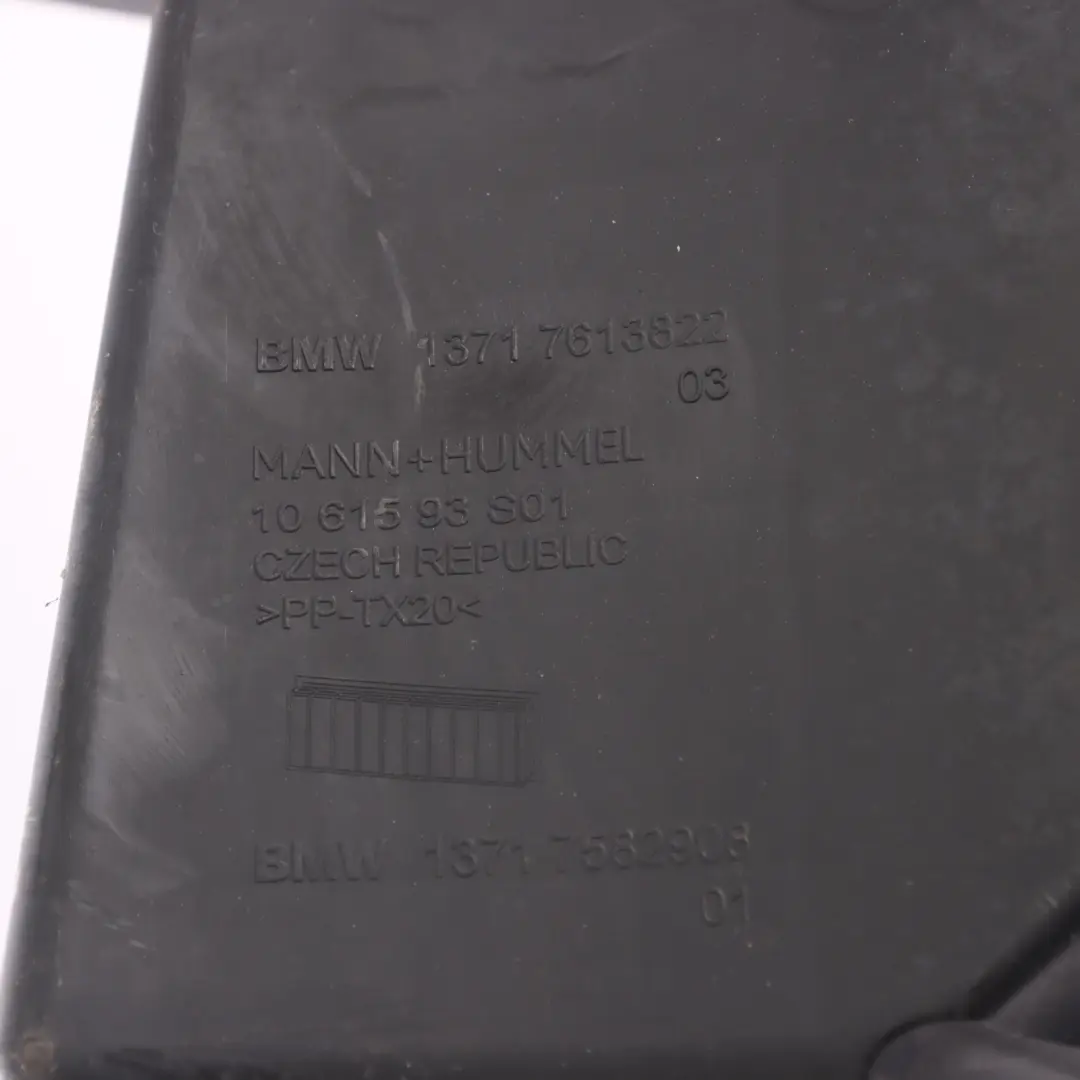 BMW 1371 7613822
03
MANN+HUMMEL
10 615 93 S01
CZECH REPUBLIC
>PP-TX20<
BMW 1371 7582908
01